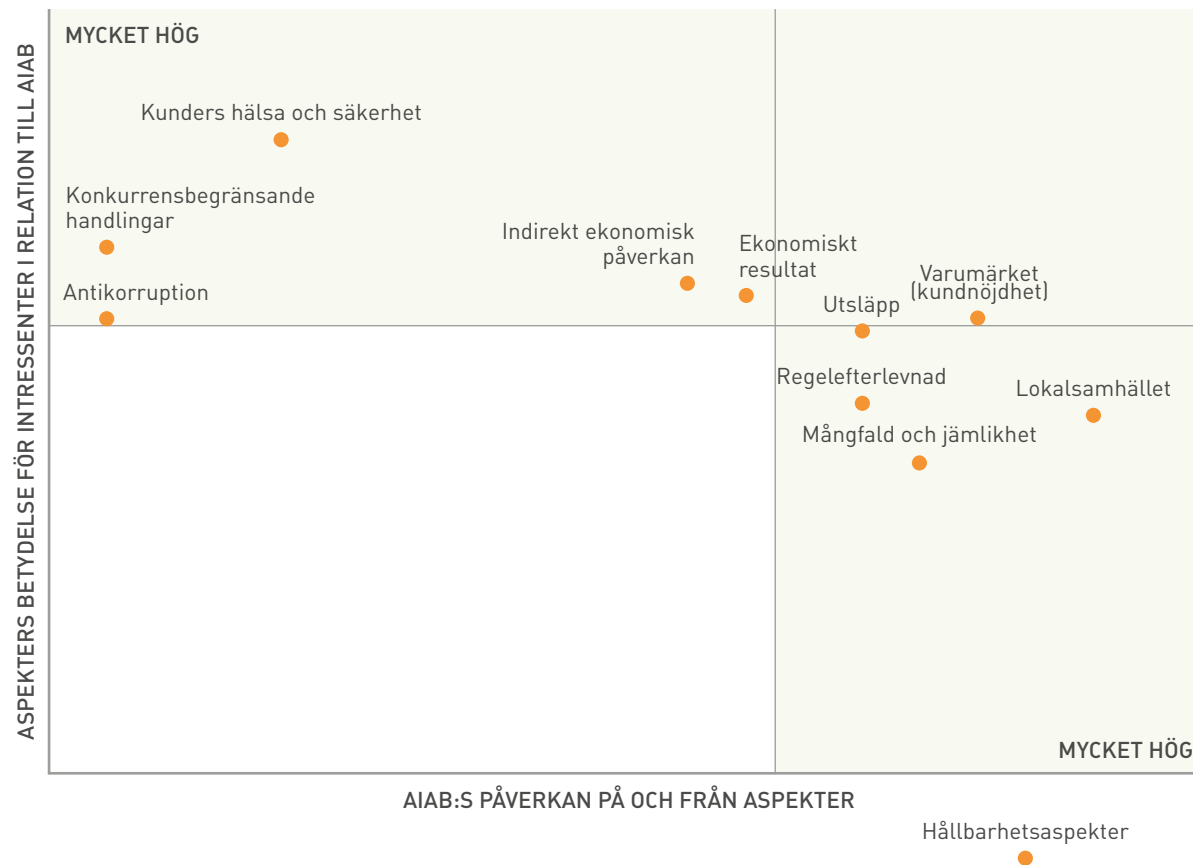 MYCKET HÖG
ASPEKTERS BETYDELSE FÖR INTRESSENTER I RELATION TILL AIAB
Kunders hälsa och säkerhet
Konkurrensbegränsande
handlingar
Antikorruption
Indirekt ekonomisk
påverkan
Ekonomiskt
resultat
Utsläpp
Varumärket
(kundnöjdhet)
Regelefterlevnad
Lokalsamhället
Mångfald och jämlikhet
MYCKET HÖG
AIAB:S PÅVERKAN PÅ OCH FRÅN ASPEKTER
Hållbarhetsaspekter